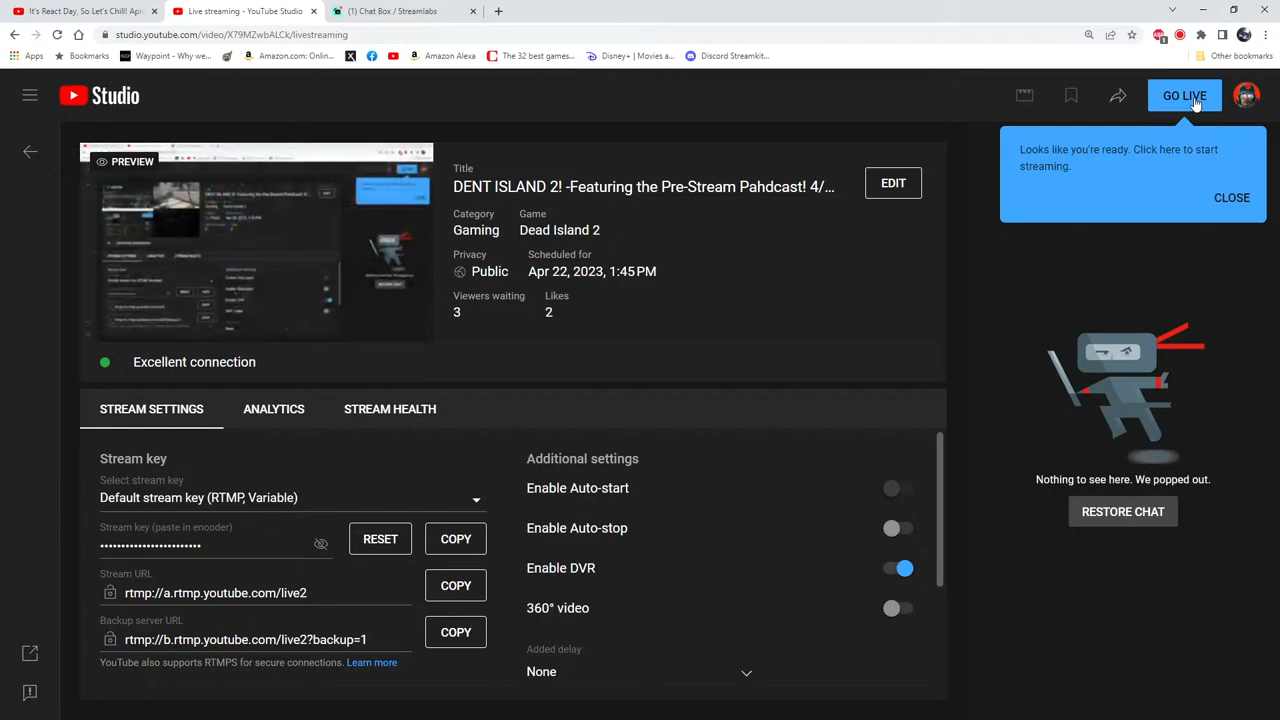 It's React Day, So Let's Chill! Apri
Live streaming - YouTube Studio
(1) Chat Box / Streamlabs
studio.youtube.com/video/X79MZwbALCk/livestreaming
Apps
Bookmarks
Waypoint - Why we...
Amazon.com: Onlin...
Amazon Alexa
The 32 best games...
Disney+ | Movies a...
Discord Streamkit...
Other bookmarks
Studio
GO LIVE
Looks like you're ready. Click here to start
streaming.
CLOSE
PREVIEW
Title
DENT ISLAND 2! -Featuring the Pre-Stream Pahdcast! 4/...
EDIT
Category Game
Gaming Dead Island 2
Privacy Scheduled for
Public Apr 22, 2023, 1:45 PM
Viewers waiting Likes
3 2
Excellent connection
STREAM SETTINGS ANALYTICS STREAM HEALTH
Stream key
Select stream key
Default stream key (RTMP, Variable)
Stream key (paste in encoder)
••••••••••••••••••••••••
RESET COPY
Stream URL
rtmp://a.rtmp.youtube.com/live2
COPY
Backup server URL
rtmp://b.rtmp.youtube.com/live2?backup=1
COPY
YouTube also supports RTMPS for secure connections. Learn more
Additional settings
Enable Auto-start
Enable Auto-stop
Enable DVR
360° video
Added delay
None
Nothing to see here. We popped out.
RESTORE CHAT